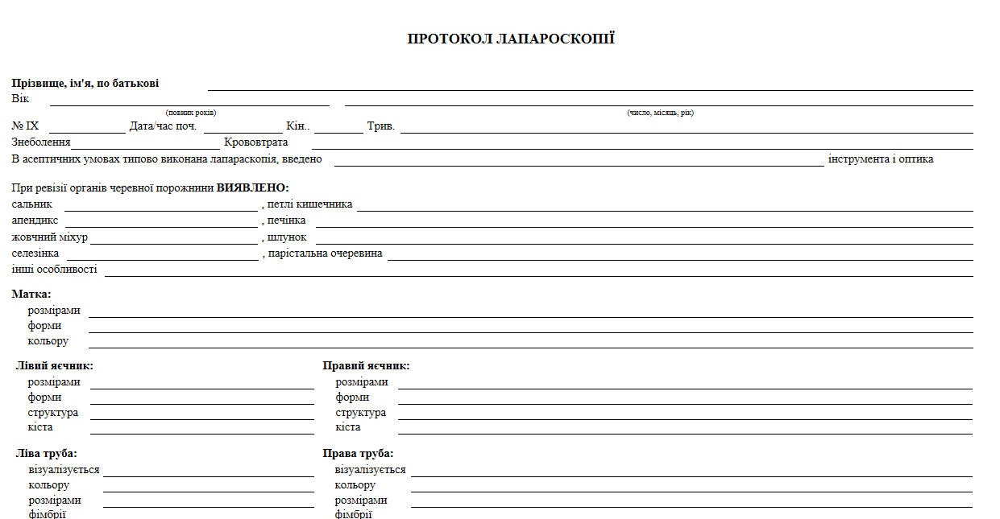 ПРОТОКОЛ ЛАПАРОСКОПІЇ
Прізвище, ім'я, по батькові
Вік
(повних років) (число, місяць, рік)
№ ІХ Дата/час поч. Кін.. Трив.
Знеболення Крововтрата
В асептичних умовах типово виконана лапараскопія, введено інструмента і оптика
При ревізії органів черевної порожнини ВИЯВЛЕНО:
сальник , петлі кишечника
апендикс , печінка
жовчний міхур , шлунок
селезінка , парістальна очеревина
інші особливості
Матка:
розмірами
форми
кольору
Лівий яєчник: Правий яєчник:
розмірами розмірами
форми форми
структура структура
кіста кіста
Ліва труба: Права труба:
візуалізується візуалізується
кольору кольору
розмірами розмірами
фімбрії фімбрії